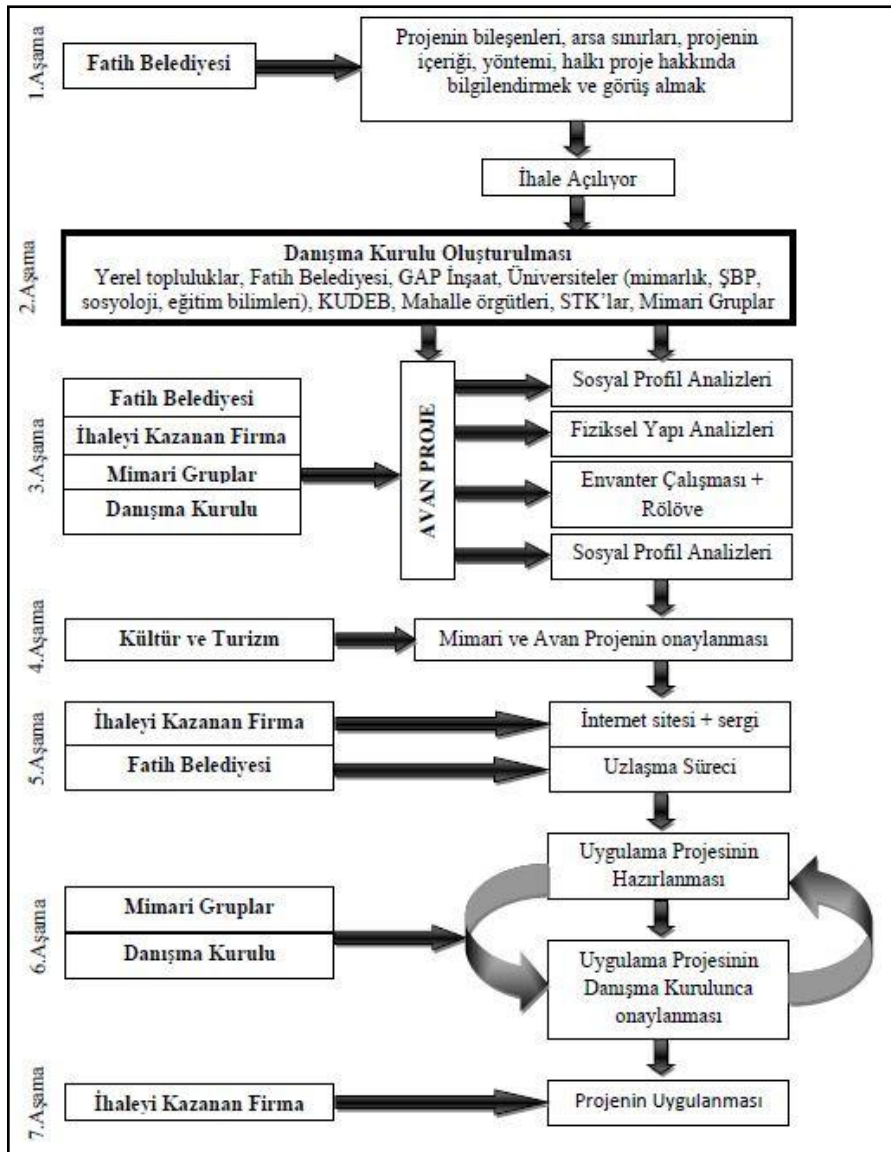 1.Aşama
Fatih Belediyesi
Projenin bileşenleri, arsa sınırları, projenin
içeriği, yöntemi, halkı proje hakkında
bilgilendirmek ve görüş almak
İhale Açılıyor
2.Aşama
Danışma Kurulu Oluşturulması
Yerel topluluklar, Fatih Belediyesi, GAP İnşaat, Üniversiteler (mimarlık, ŞBP,
sosyoloji, eğitim bilimleri), KUDEB, Mahalle örgütleri, STK'lar, Mimari Gruplar
3.Aşama
Fatih Belediyesi
İhaleyi Kazanan Firma
Mimari Gruplar
Danışma Kurulu
AVAN PROJE
Sosyal Profil Analizleri
Fiziksel Yapı Analizleri
Envanter Çalışması +
Rölöve
Sosyal Profil Analizleri
4.Aşama
Kültür ve Turizm
Mimari ve Avan Projenin onaylanması
5.Aşama
İhaleyi Kazanan Firma
Fatih Belediyesi
İnternet sitesi + sergi
Uzlaşma Süreci
6.Aşama
Mimari Gruplar
Danışma Kurulu
Uygulama Projesinin
Hazırlanması
Uygulama Projesinin
Danışma Kurulunca
onaylanması
7.Aşama
İhaleyi Kazanan Firma
Projenin Uygulanması